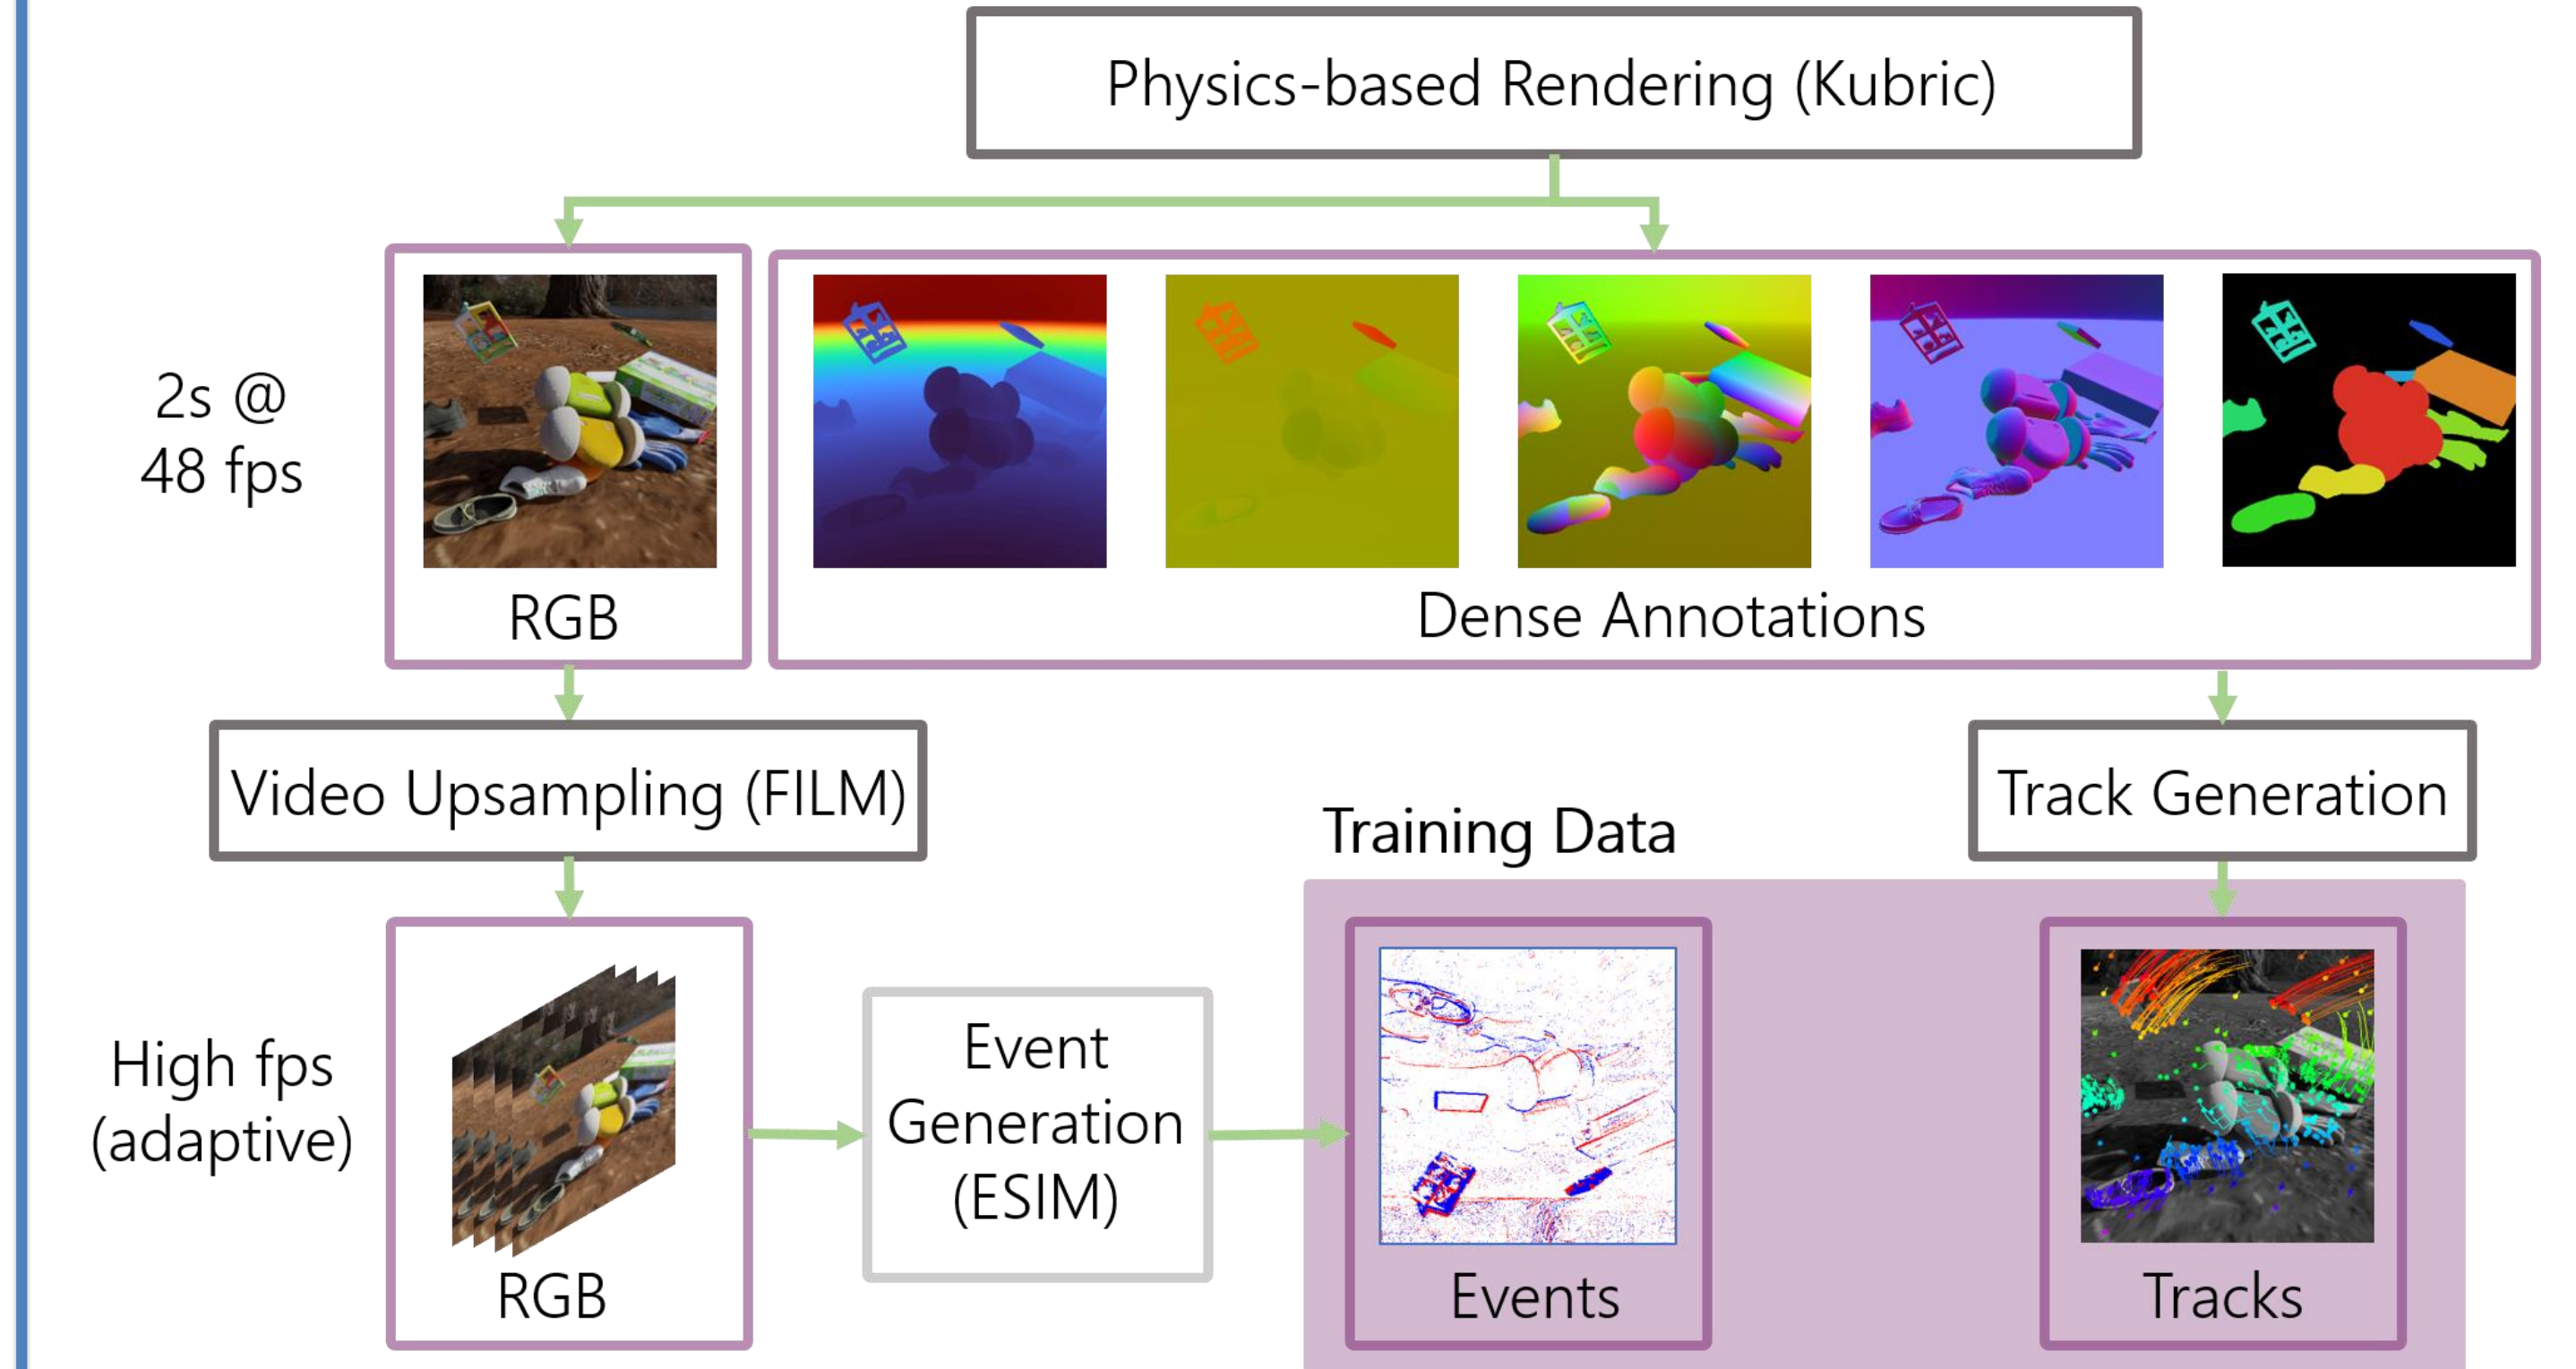 Physics-based Rendering (Kubric)
2s @
48 fps
RGB
Dense Annotations
Video Upsampling (FILM)
Track Generation
Training Data
High fps
(adaptive)
RGB
Event
Generation
(ESIM)
Events
Tracks